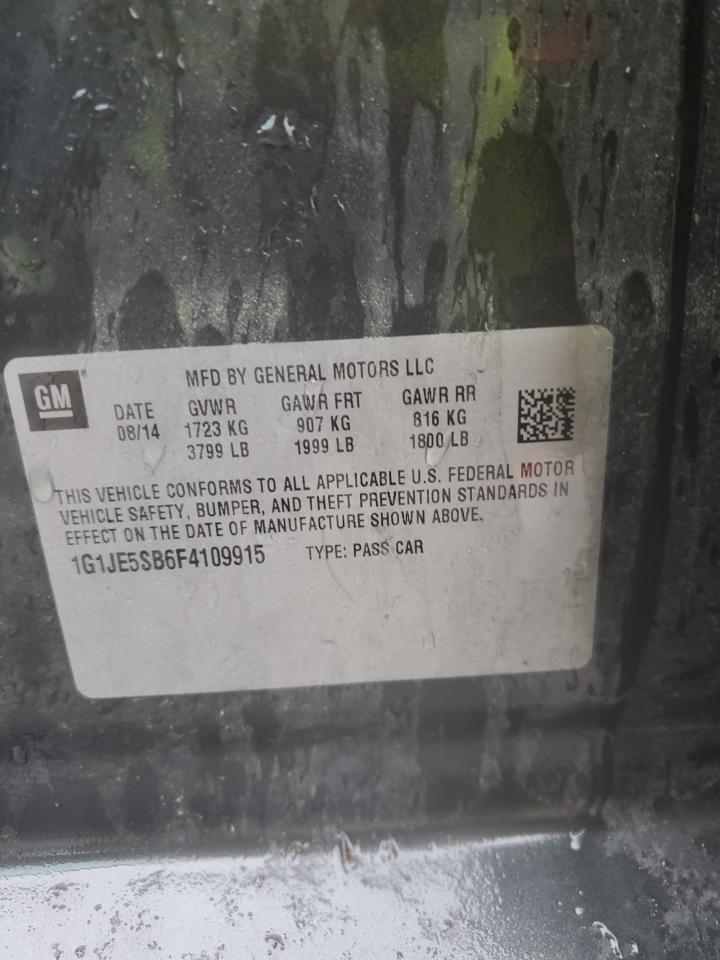 GM
MFD BY GENERAL MOTORS LLC
DATE GVWR GAWR FRT GAWR RR
08/14 1723 KG 907 KG 816 KG
3799 LB 1999 LB 1800 LB
THIS VEHICLE CONFORMS TO ALL APPLICABLE U.S. FEDERAL MOTOR
VEHICLE SAFETY, BUMPER, AND THEFT PREVENTION STANDARDS IN
EFFECT ON THE DATE OF MANUFACTURE SHOWN ABOVE.
1G1JE5SB6F4109915 TYPE: PASS CAR